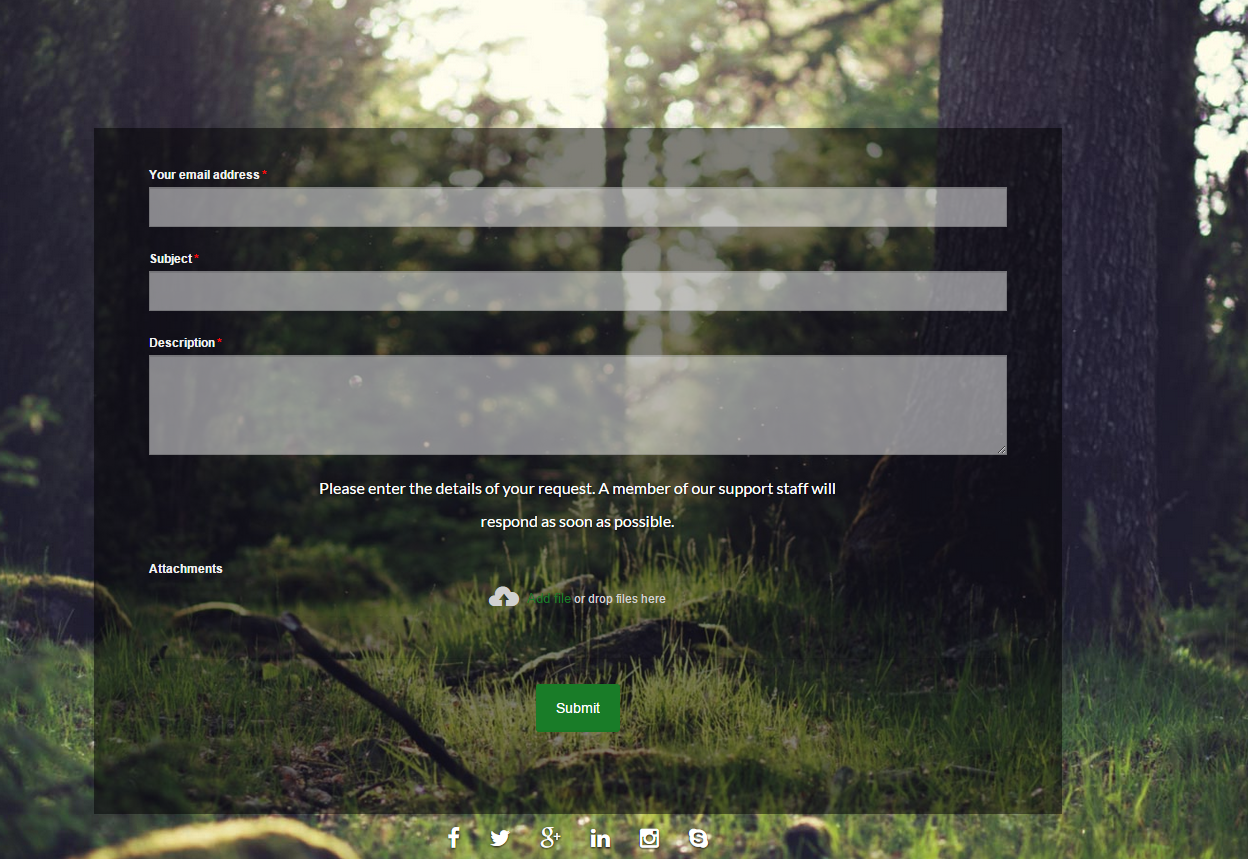 Your email address *
Subject *
Description *
Please enter the details of your request. A member of our support staff will
respond as soon as possible.
Attachments
Add file or drop files here
Submit